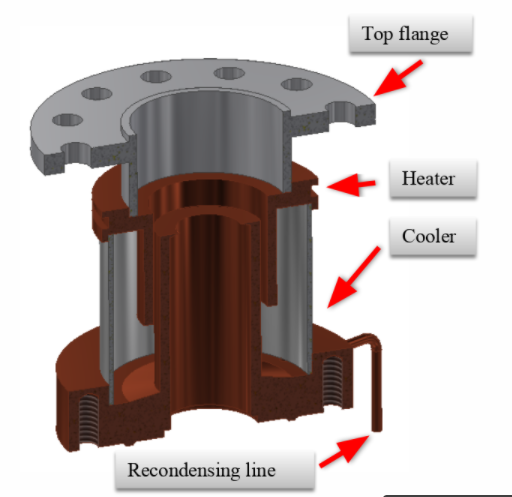 Top flange
Heater
Cooler
Recondensing line